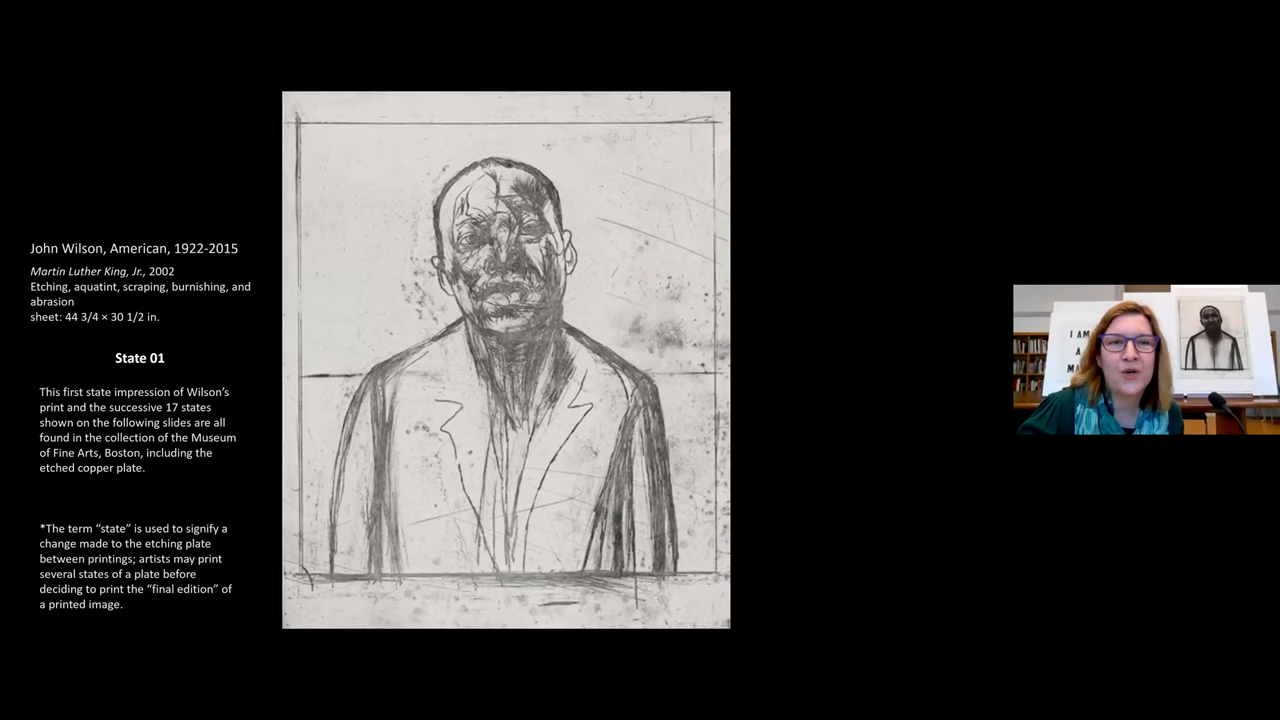 John Wilson, American, 1922-2015
Martin Luther King, Jr., 2002
Etching, aquatint, scraping, burnishing, and
abrasion
sheet: 44 3/4 × 30 1/2 in.
State 01
This first state impression of Wilson’s
print and the successive 17 states
shown on the following slides are all
found in the collection of the Museum
of Fine Arts, Boston, including the
etched copper plate.
*The term “state” is used to signify a
change made to the etching plate
between printings; artists may print
several states of a plate before
deciding to print the “final edition” of
a printed image.
I AM
A
MA